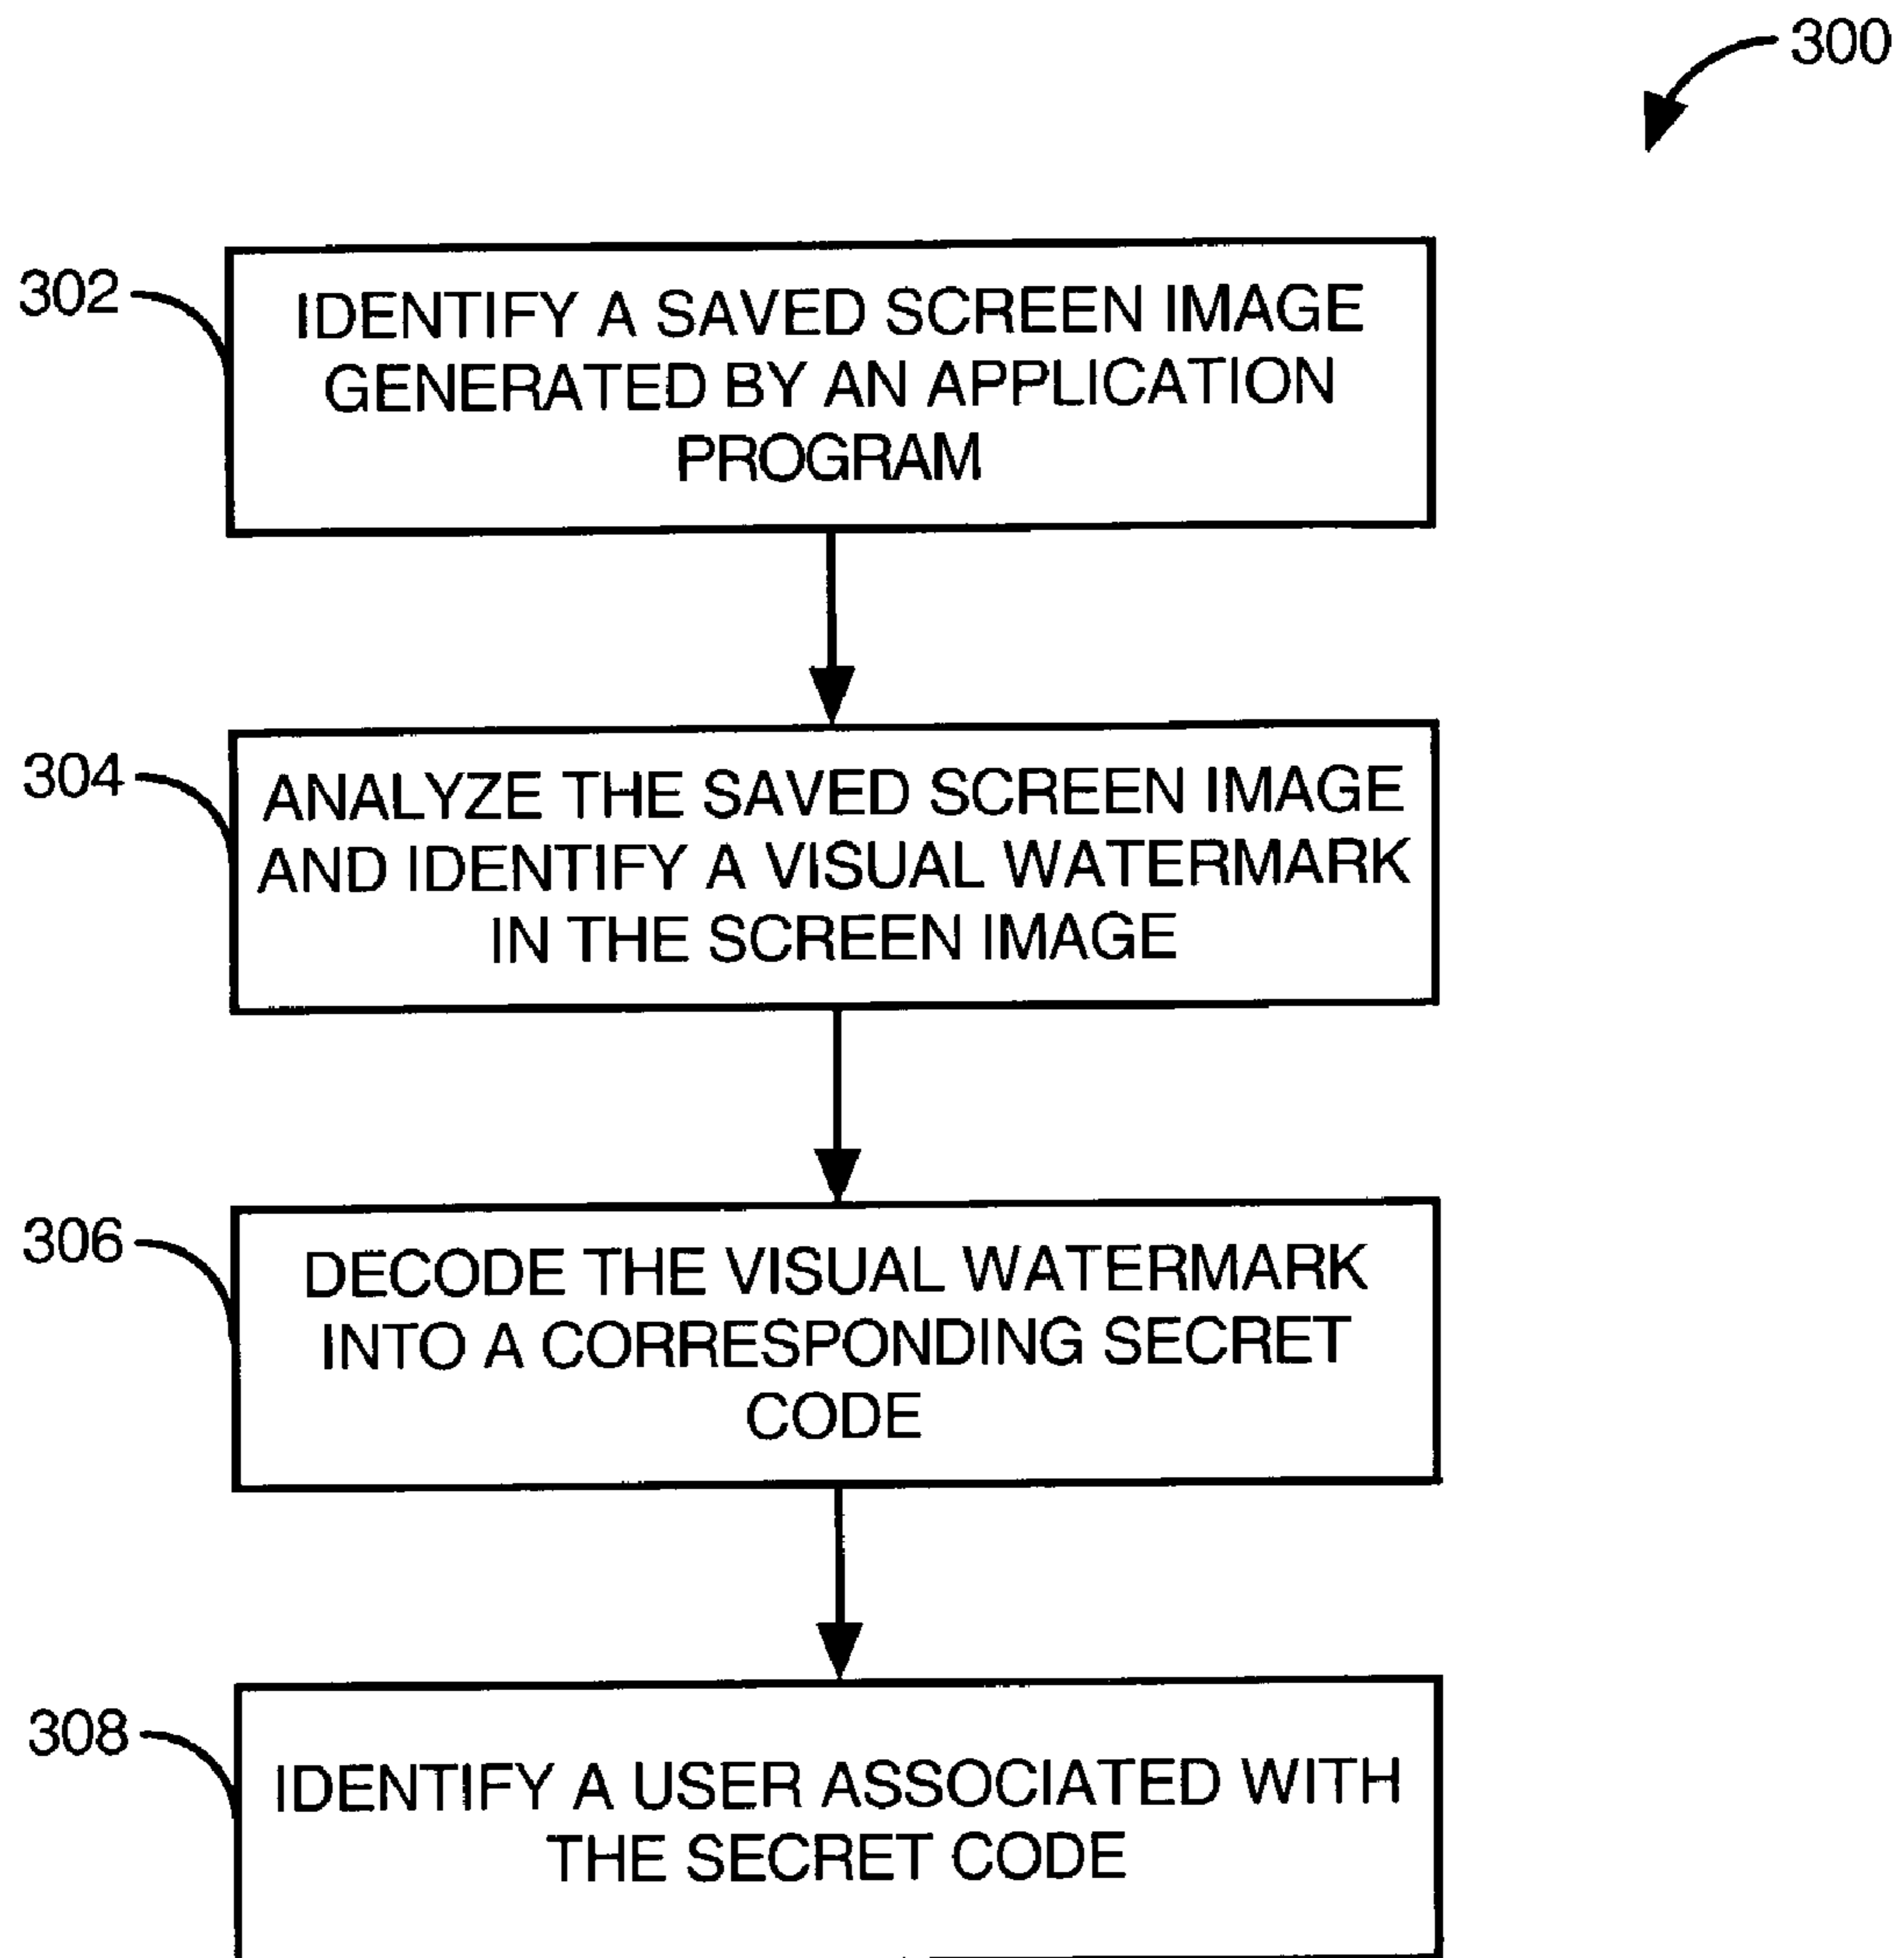 300
302
IDENTIFY A SAVED SCREEN IMAGE
GENERATED BY AN APPLICATION
PROGRAM
304
ANALYZE THE SAVED SCREEN IMAGE
AND IDENTIFY A VISUAL WATERMARK
IN THE SCREEN IMAGE
306
DECODE THE VISUAL WATERMARK
INTO A CORRESPONDING SECRET
CODE
308
IDENTIFY A USER ASSOCIATED WITH
THE SECRET CODE